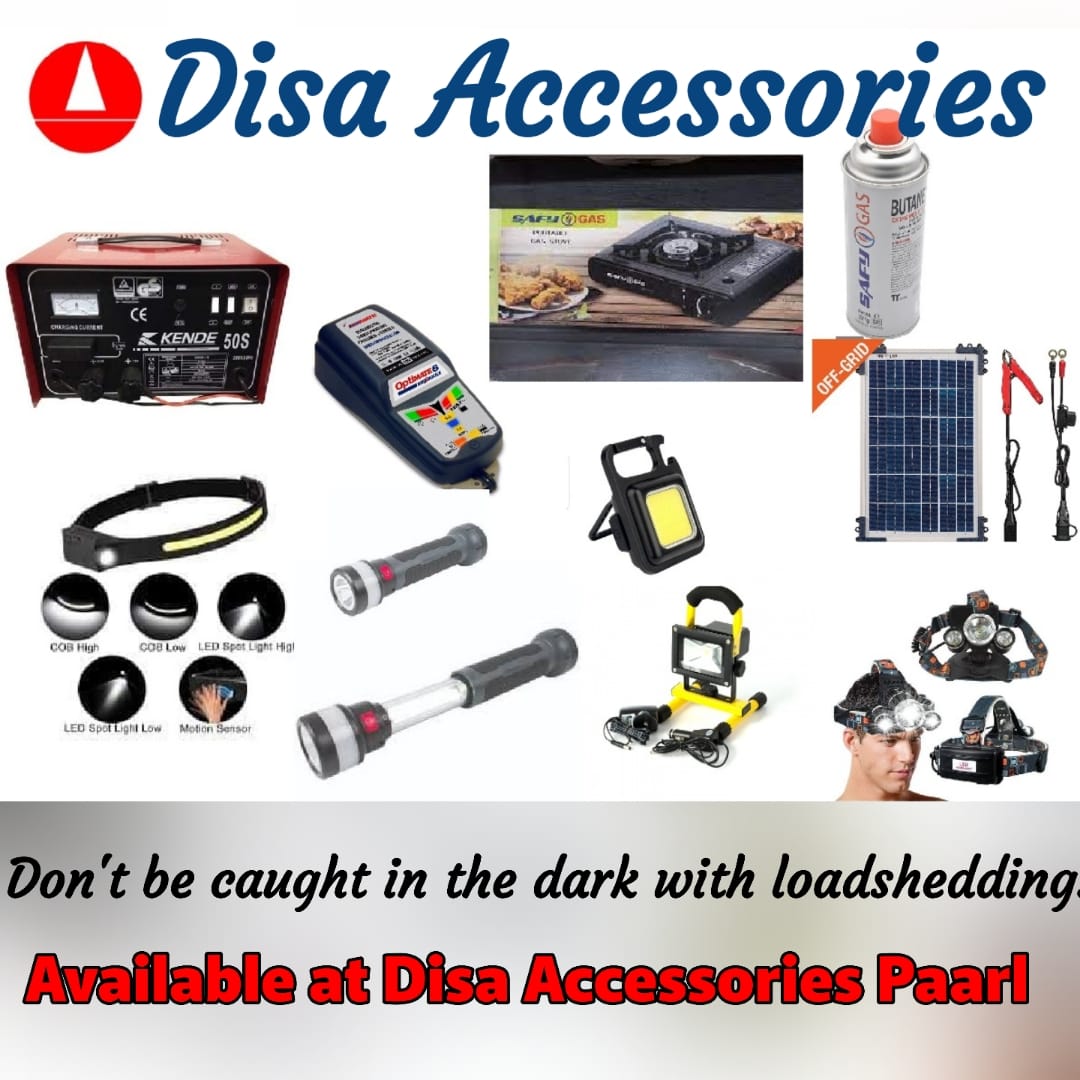 Disa Accessories
SAFY GAS
PORTABLE
GAS STOVE
SAFY GAS
BUTANE
OFF-GRID
CHARGING CURRENT
CE
KENDE 50S
OptiMATE 6
COB High
COB Low
LED Spot Light High
LED Spot Light Low
Motion Sensor
Don't be caught in the dark with loadshedding.
Available at Disa Accessories Paarl